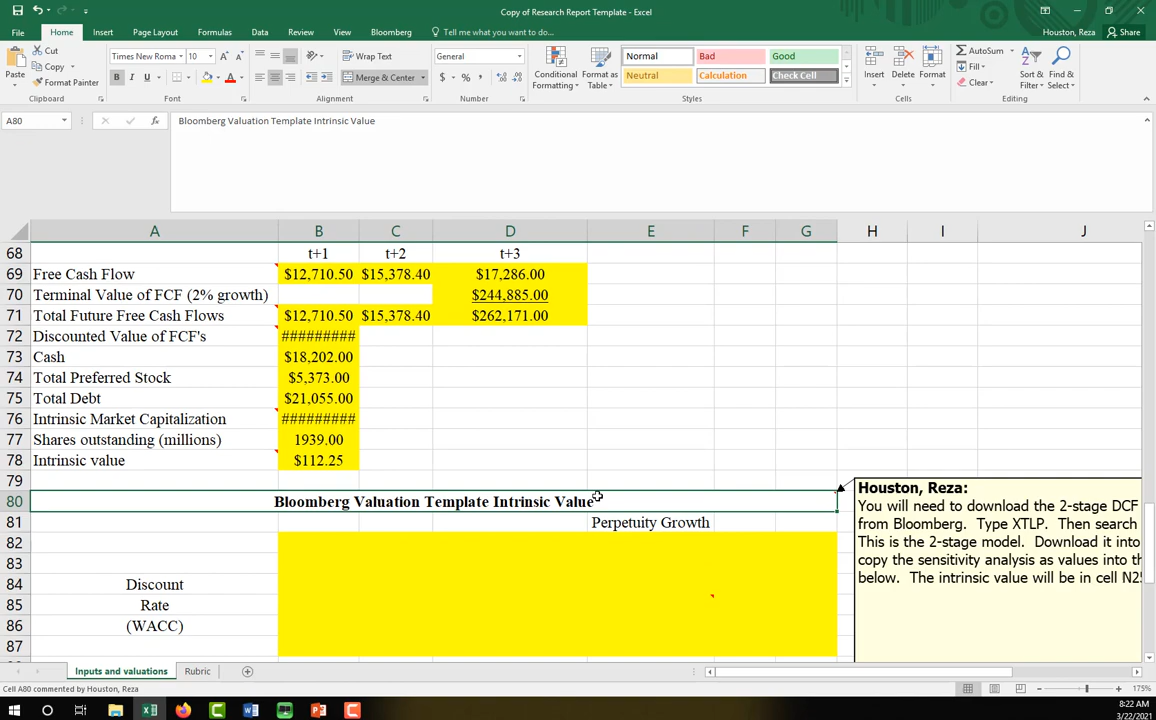 Copy of Research Report Template - Excel
File Home Insert Page Layout Formulas Data Review View Bloomberg Tell me what you want to do... Houston, Reza Share
Cut Times New Roman 10 Wrap Text General Normal Bad Good AutoSum
Copy Fill
Paste Format Painter B I U A Merge & Center $ % Conditional Formatting Format as Table Neutral Calculation Check Cell Insert Delete Format Clear Sort & Filter Find & Select
Clipboard Font Alignment Number Styles Cells Editing
A80 fx Bloomberg Valuation Template Intrinsic Value
A B C D E F G H I J
68 t+1 t+2 t+3
69 Free Cash Flow $12,710.50 $15,378.40 $17,286.00
70 Terminal Value of FCF (2% growth) $244,885.00
71 Total Future Free Cash Flows $12,710.50 $15,378.40 $262,171.00
72 Discounted Value of FCF's #########
73 Cash $18,202.00
74 Total Preferred Stock $5,373.00
75 Total Debt $21,055.00
76 Intrinsic Market Capitalization #########
77 Shares outstanding (millions) 1939.00
78 Intrinsic value $112.25
79
80 Bloomberg Valuation Template Intrinsic Value
81 Perpetuity Growth
82
83
84 Discount
85 Rate
86 (WACC)
87
Houston, Reza:
You will need to download the 2-stage DCF
from Bloomberg. Type XTLP. Then search
This is the 2-stage model. Download it into
copy the sensitivity analysis as values into th
below. The intrinsic value will be in cell N25
Inputs and valuations Rubric
Cell A80 commented by Houston, Reza 175%
8:22 AM
3/22/2021